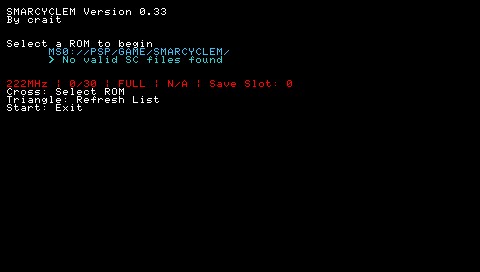 SMARCYCLEM Version 0.33
By crait
Select a ROM to begin
MS0://PSP/GAME/SMARCYCLEM/
> No valid SC files found
222MHz ¦ 0/30 ¦ FULL ¦ N/A ¦ Save Slot: 0
Cross: Select ROM
Triangle: Refresh List
Start: Exit